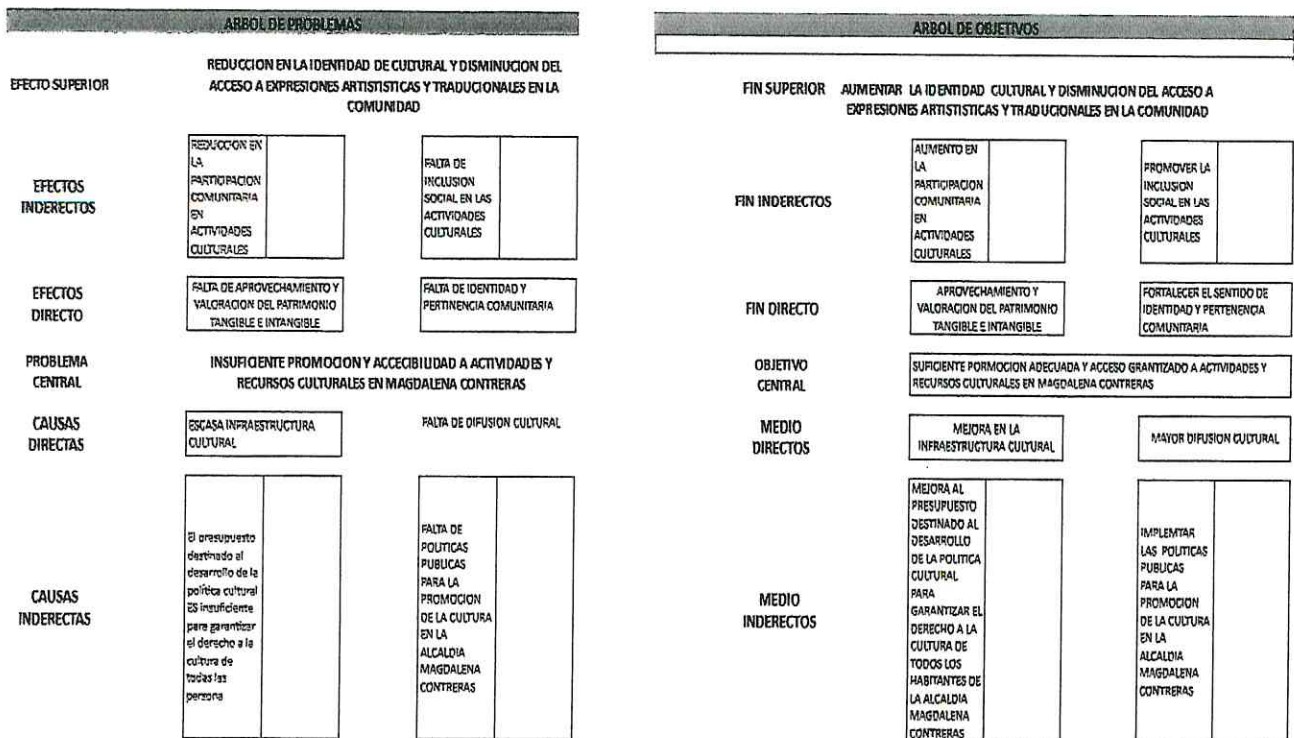 ARBOL DE PROBLEMAS
EFECTO SUPERIOR
REDUCCION EN LA IDENTIDAD DE CULTURAL Y DISMINUCION DEL
ACCESO A EXPRESIONES ARTISTISTICAS Y TRADUCIONALES EN LA
COMUNIDAD
EFECTOS
INDERECTOS
REDUCCION EN
LA
PARTICIPACION
COMUNITARIA
EN
ACTIVIDADES
CULTURALES
FALTA DE
INCLUSION
SOCIAL EN LAS
ACTIVIDADES
CULTURALES
EFECTOS
DIRECTO
FALTA DE APROVECHAMIENTO Y
VALORACION DEL PATRIMONIO
TANGIBLE E INTANGIBLE
FALTA DE IDENTIDAD Y
PERTINENCIA COMUNITARIA
PROBLEMA
CENTRAL
INSUFICIENTE PROMOCION Y ACCECIBILIDAD A ACTIVIDADES Y
RECURSOS CULTURALES EN MAGDALENA CONTRERAS
CAUSAS
DIRECTAS
ESCASA INFRAESTRUCTURA
CULTURAL
FALTA DE DIFUSION CULTURAL
CAUSAS
INDERECTAS
El presupuesto
destinado al
desarrollo de la
política cultural
ES insuficiente
para garantizar
el derecho a la
cultura de
todas las
persona
FALTA DE
POLITICAS
PUBLICAS
PARA LA
PROMOCION
DE LA CULTURA
EN LA
ALCALDIA
MAGDALENA
CONTRERAS
ARBOL DE OBJETIVOS
FIN SUPERIOR
AUMENTAR LA IDENTIDAD CULTURAL Y DISMINUCION DEL ACCESO A
EXPRESIONES ARTISTISTICAS Y TRADUCIONALES EN LA COMUNIDAD
FIN INDERECTOS
AUMENTO EN
LA
PARTICIPACION
COMUNITARIA
EN
ACTIVIDADES
CULTURALES
PROMOVER LA
INCLUSION
SOCIAL EN LAS
ACTIVIDADES
CULTURALES
FIN DIRECTO
APROVECHAMIENTO Y
VALORACION DEL PATRIMONIO
TANGIBLE E INTANGIBLE
FORTALECER EL SENTIDO DE
IDENTIDAD Y PERTENENCIA
COMUNITARIA
OBJETIVO
CENTRAL
SUFICIENTE PORMOCION ADECUADA Y ACCESO GRANTIZADO A ACTIVIDADES Y
RECURSOS CULTURALES EN MAGDALENA CONTRERAS
MEDIO
DIRECTOS
MEJORA EN LA
INFRAESTRUCTURA CULTURAL
MAYOR DIFUSION CULTURAL
MEDIO
INDERECTOS
MEJORA AL
PRESUPUESTO
DESTINADO AL
DESARROLLO
DE LA POLITICA
CULTURAL
PARA
GARANTIZAR EL
DERECHO A LA
CULTURA DE
TODOS LOS
HABITANTES DE
LA ALCALDIA
MAGDALENA
CONTRERAS
IMPLEMTAR
LAS POLITICAS
PUBLICAS
PARA LA
PROMOCION
DE LA CULTURA
EN LA
ALCALDIA
MAGDALENA
CONTRERAS